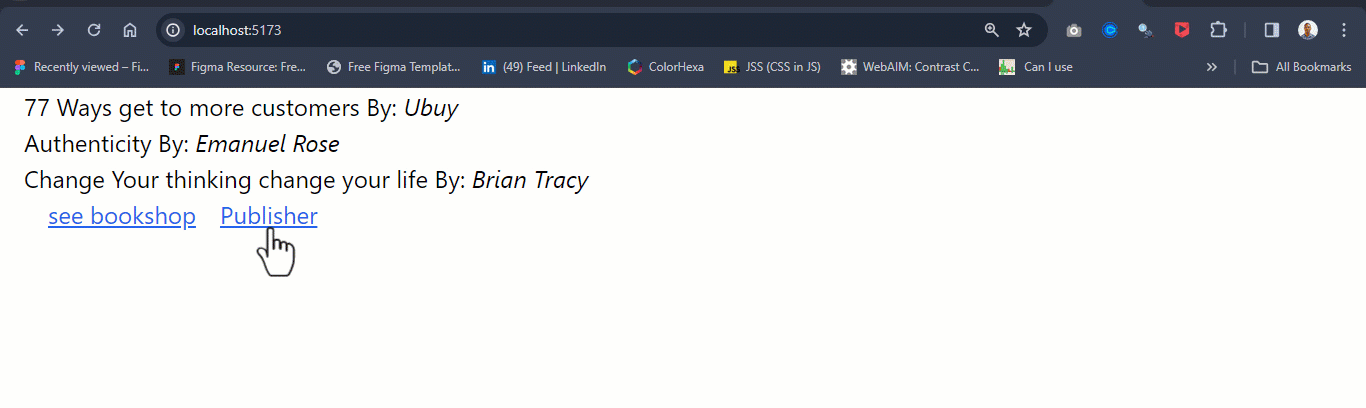 localhost:5173
Recently viewed – Fi... Figma Resource: Fre... Free Figma Templat... (49) Feed | LinkedIn ColorHexa JSS (CSS in JS) WebAIM: Contrast C... Can I use » All Bookmarks
77 Ways get to more customers By: Ubuy
Authenticity By: Emanuel Rose
Change Your thinking change your life By: Brian Tracy
see bookshop Publisher